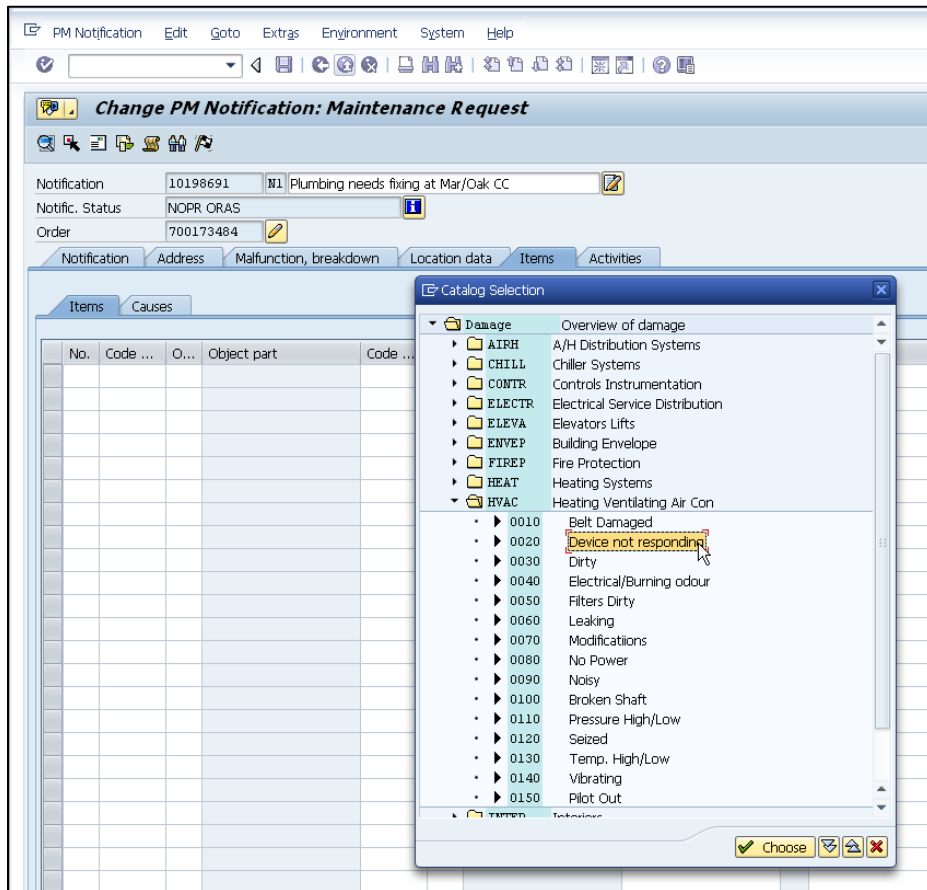 PM Notification Edit Goto Extras Environment System Help
Change PM Notification: Maintenance Request
Notification 10198691 N1 Plumbing needs fixing at Mar/Oak CC
Notific. Status NOPR ORAS
Order 700173484
Notification Address Malfunction, breakdown Location data Items Activities
Items Causes
No. Code ... O... Object part Code ...
Catalog Selection
Damage Overview of damage
AIRH A/H Distribution Systems
CHILL Chiller Systems
CONTR Controls Instrumentation
ELECTR Electrical Service Distribution
ELEVA Elevators Lifts
ENVEP Building Envelope
FIREP Fire Protection
HEAT Heating Systems
HVAC Heating Ventilating Air Con
0010 Belt Damaged
0020 Device not responding
0030 Dirty
0040 Electrical/Burning odour
0050 Filters Dirty
0060 Leaking
0070 Modificatiions
0080 No Power
0090 Noisy
0100 Broken Shaft
0110 Pressure High/Low
0120 Seized
0130 Temp. High/Low
0140 Vibrating
0150 Pilot Out
INTER Interiors
Choose